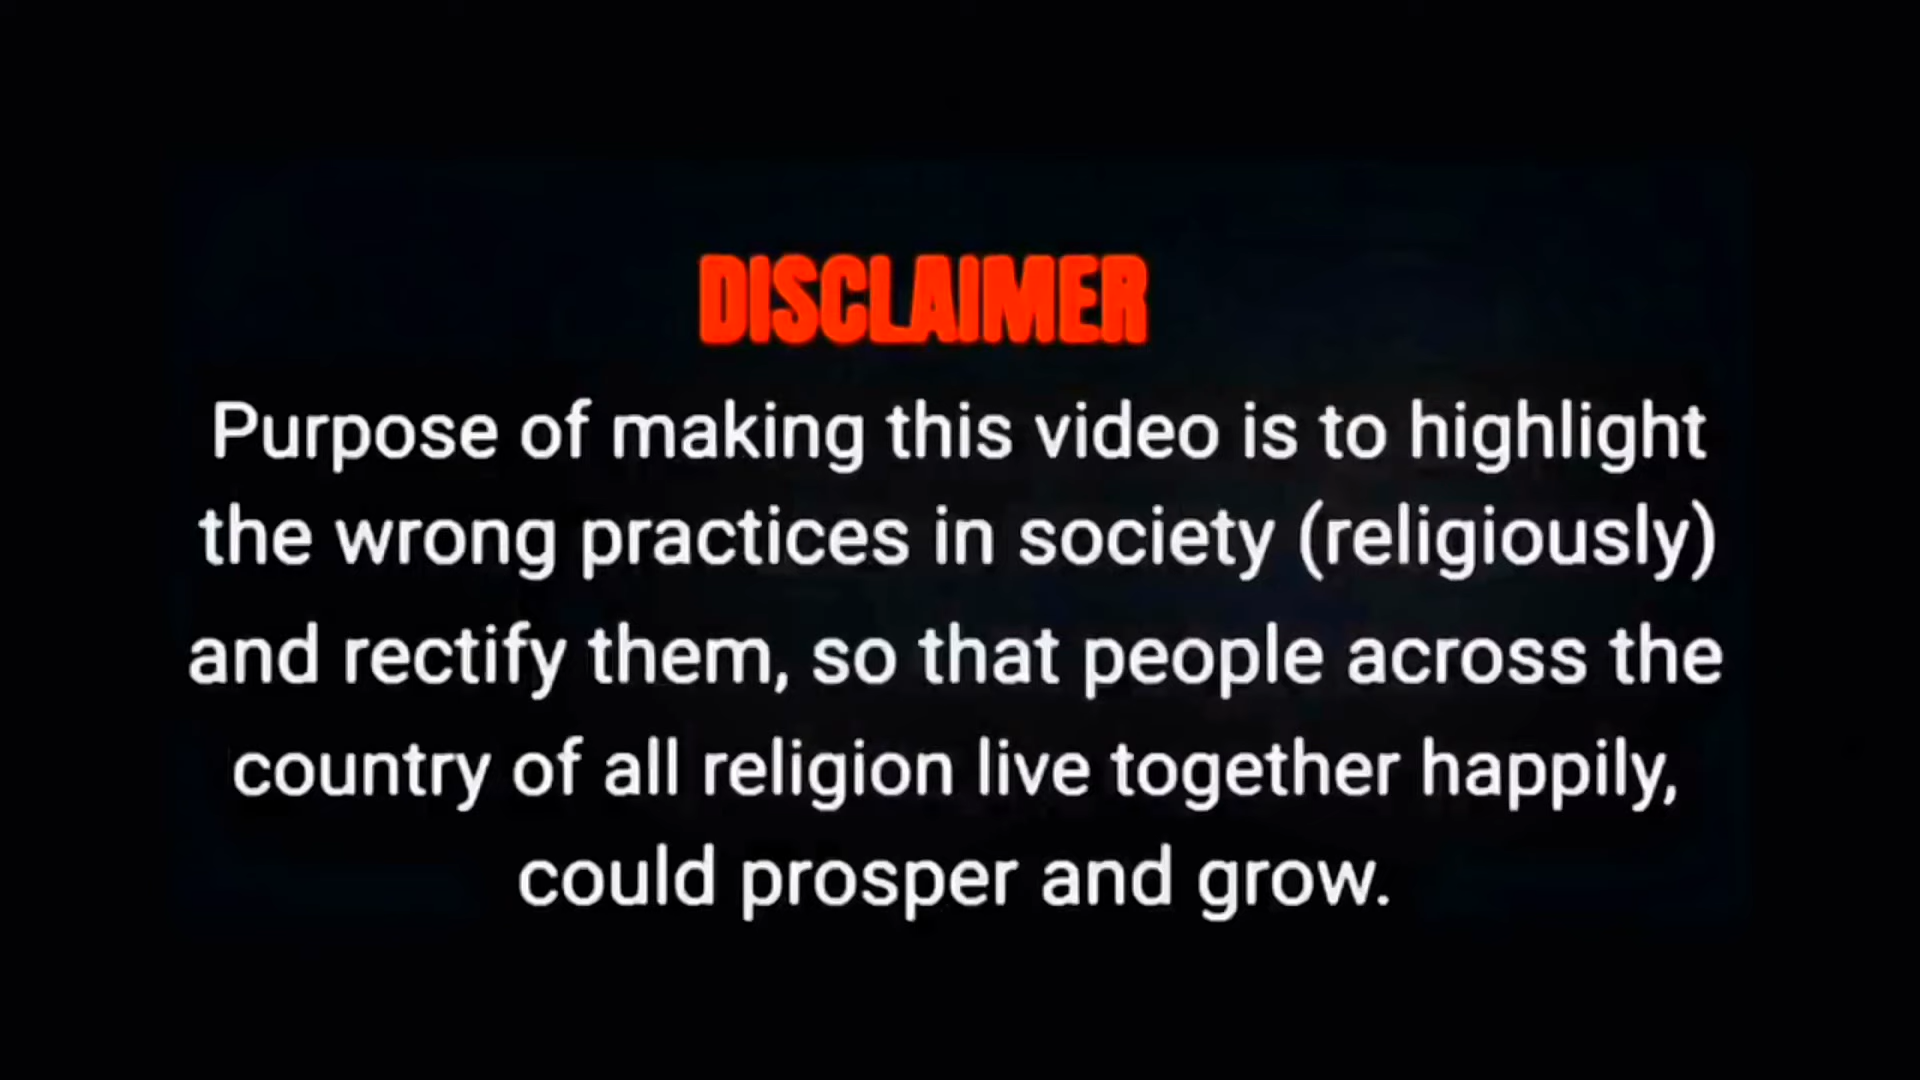 DISCLAIMER
Purpose of making this video is to highlight
the wrong practices in society (religiously)
and rectify them, so that people across the
country of all religion live together happily,
could prosper and grow.